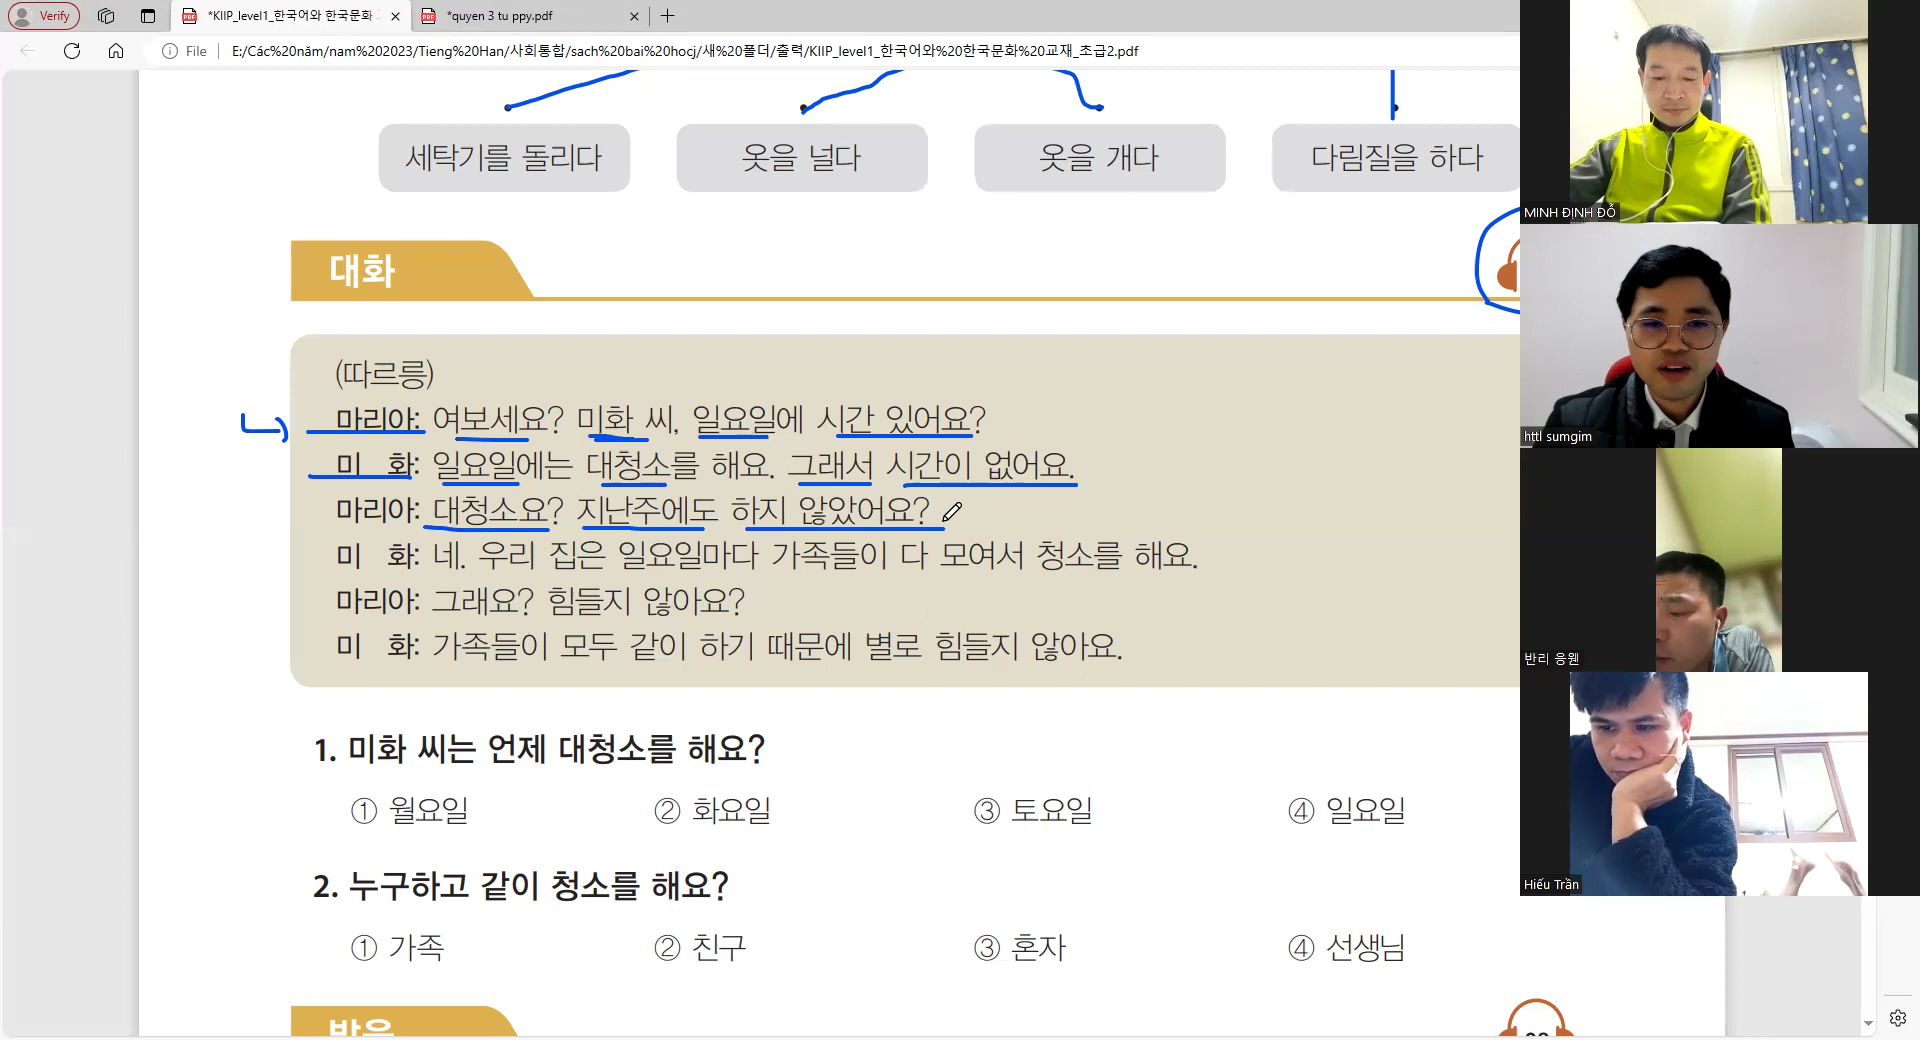 Verify
*KIIP_level1_한국어와 한국문화
*quyen 3 tu ppy.pdf
File
E:/Các%20năm/nam%202023/Tieng%20Han/사회통합/sach%20bai%20hocj/새%20폴더/출력/KIIP_level1_한국어와%20한국문화%20교재_초급2.pdf
세탁기를 돌리다
옷을 널다
옷을 개다
다림질을 하다
대화
(따르릉)
마리아: 여보세요? 미화 씨, 일요일에 시간 있어요?
미 화: 일요일에는 대청소를 해요. 그래서 시간이 없어요.
마리아: 대청소요? 지난주에도 하지 않았어요?
미 화: 네. 우리 집은 일요일마다 가족들이 다 모여서 청소를 해요.
마리아: 그래요? 힘들지 않아요?
미 화: 가족들이 모두 같이 하기 때문에 별로 힘들지 않아요.
1. 미화 씨는 언제 대청소를 해요?
① 월요일
② 화요일
③ 토요일
④ 일요일
2. 누구하고 같이 청소를 해요?
① 가족
② 친구
③ 혼자
④ 선생님
MINH ĐỊNH ĐỖ
httl sumgim
반리 응웬
Hiếu Trần